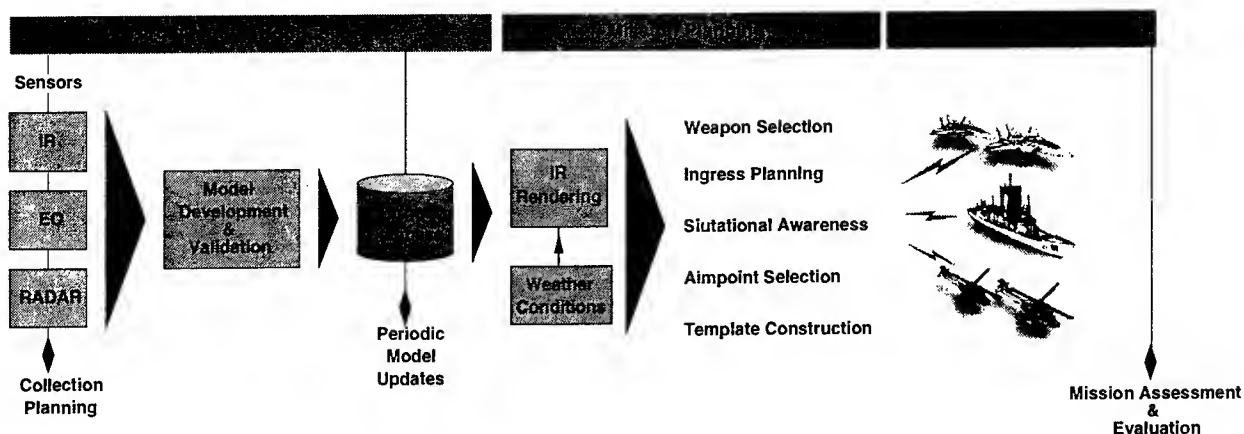 Sensors
IR
EO
RADAR
Collection
Planning
Model
Development
&
Validation
Periodic
Model
Updates
IR
Rendering
Weather
Conditions
Weapon Selection
Ingress Planning
Siutational Awareness
Aimpoint Selection
Template Construction
Mission Assessment
&
Evaluation